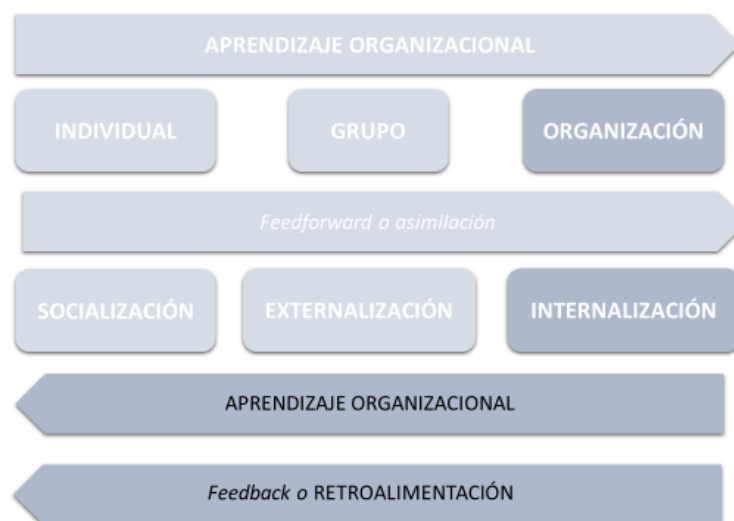 APRENDIZAJE ORGANIZACIONAL
INDIVIDUAL
GRUPO
ORGANIZACIÓN
Feedforward o asimilación
SOCIALIZACIÓN
EXTERNALIZACIÓN
INTERNALIZACIÓN
APRENDIZAJE ORGANIZACIONAL
Feedback o RETROALIMENTACIÓN